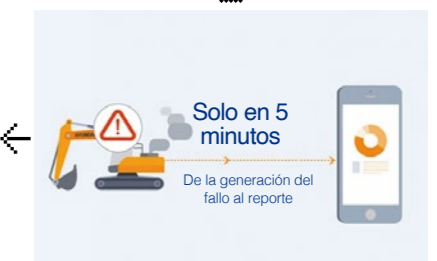 Solo en 5
minutos
De la generación del
fallo al reporte